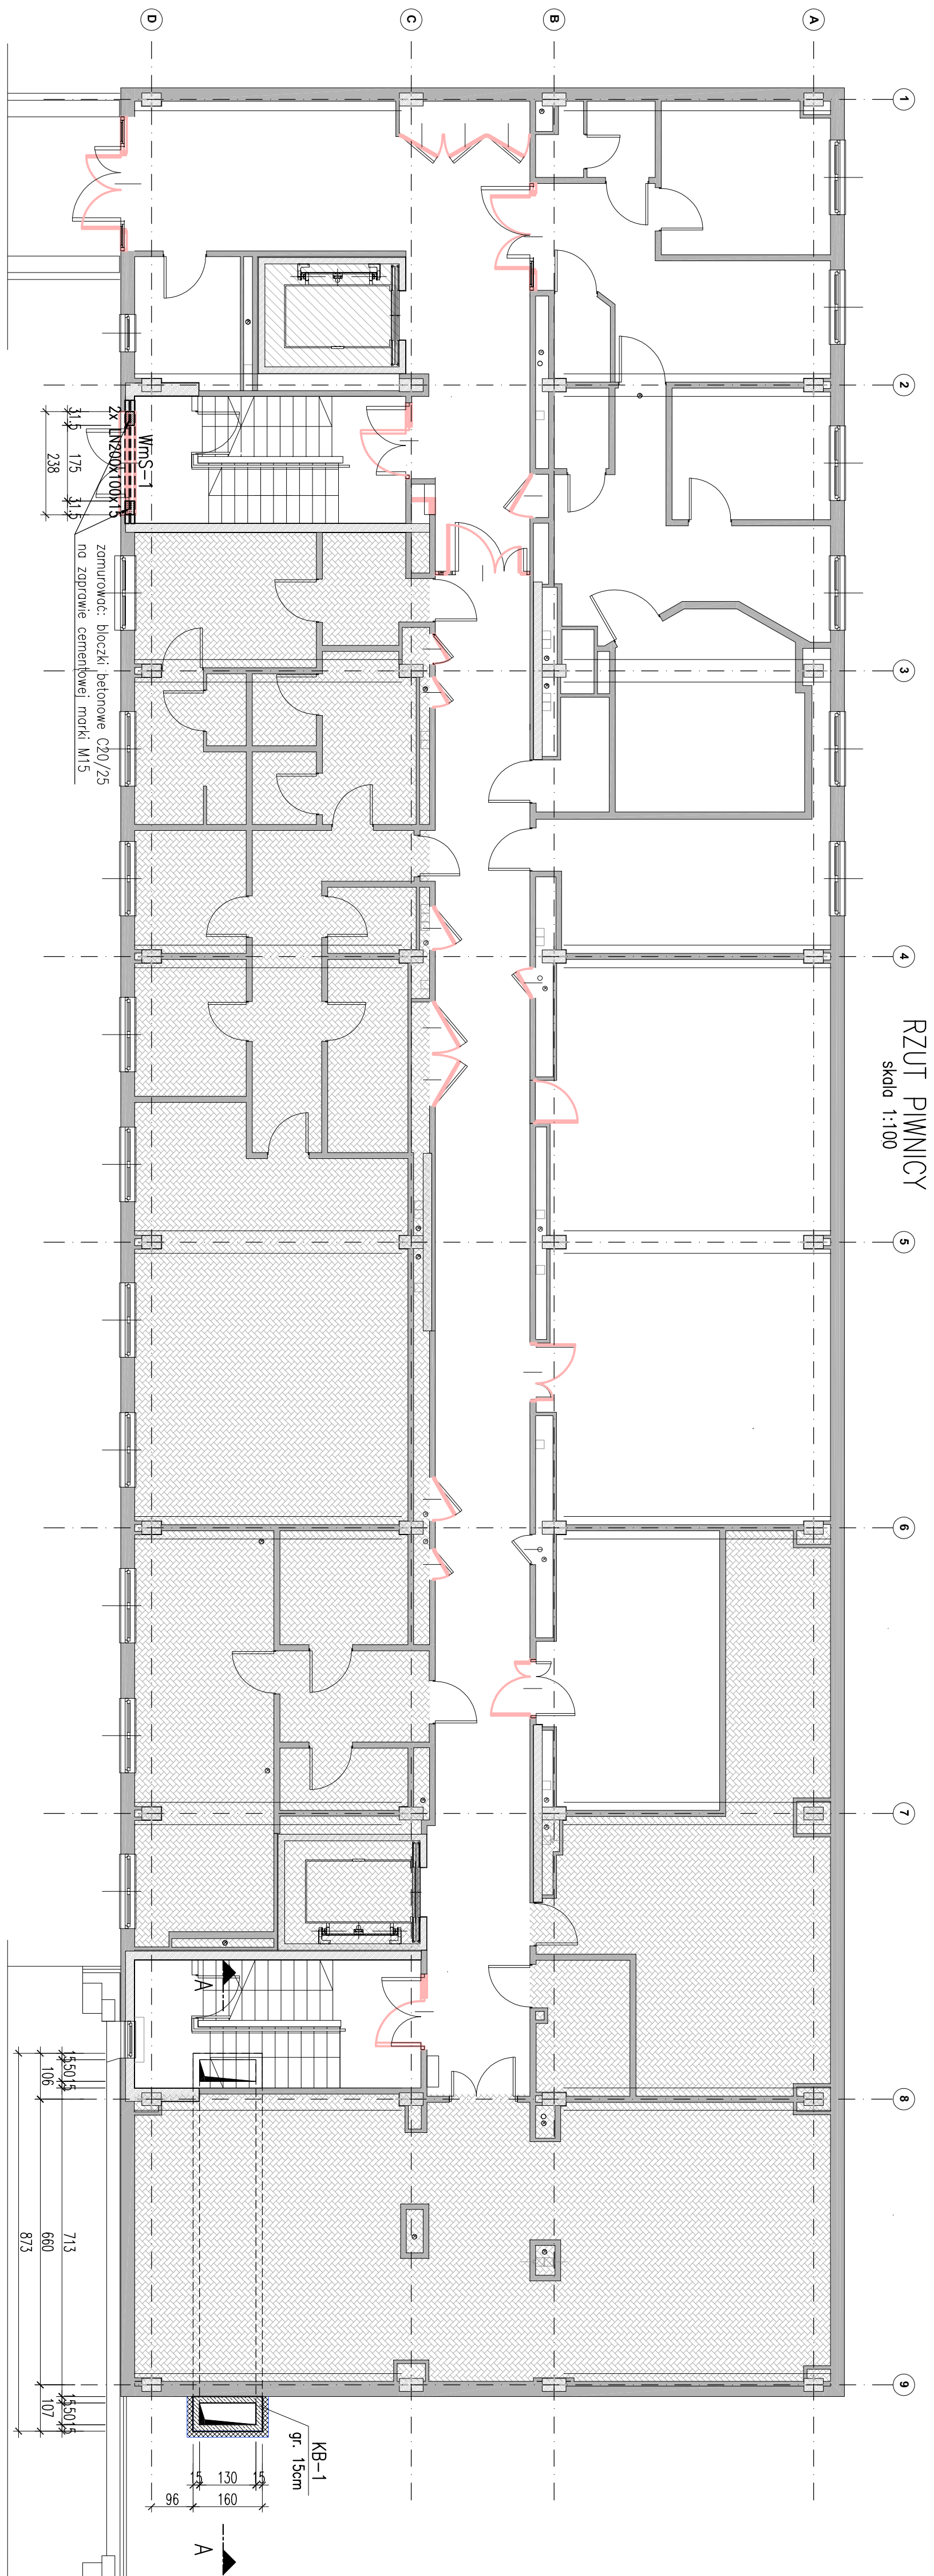 RZUT PIWNICY
skala 1:100
1
2
3
4
5
6
7
8
9
A
B
C
D
WmS-1
2x LN200x100x15
31.5 175 31.5
238
zamurować: bloczki betonowe C20/25
na zaprawie cementowej marki M15
A
A
KB-1
gr. 15cm
15 50 15
713
15 50 15
106
660
107
873
15
130
15
96
160